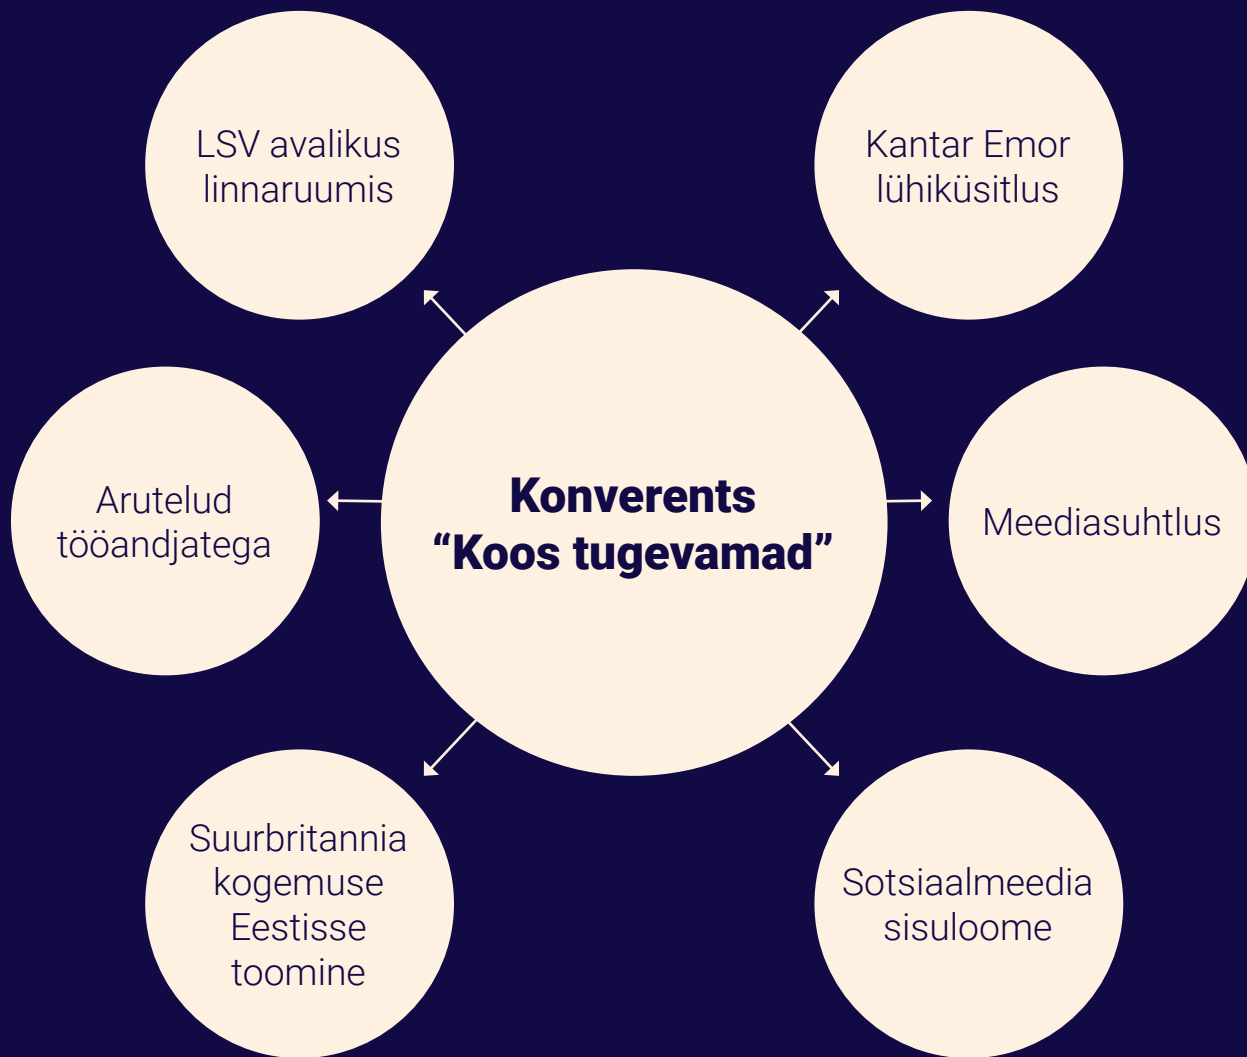 LSV avalikus
linnaruumis
Kantar Emor
lühiküsitlus
Arutelud
tööandjatega
Konverents
“Koos tugevamad”
Meediasuhtlus
Suurbritannia
kogemuse
Eestisse
toomine
Sotsiaalmeedia
sisuloome